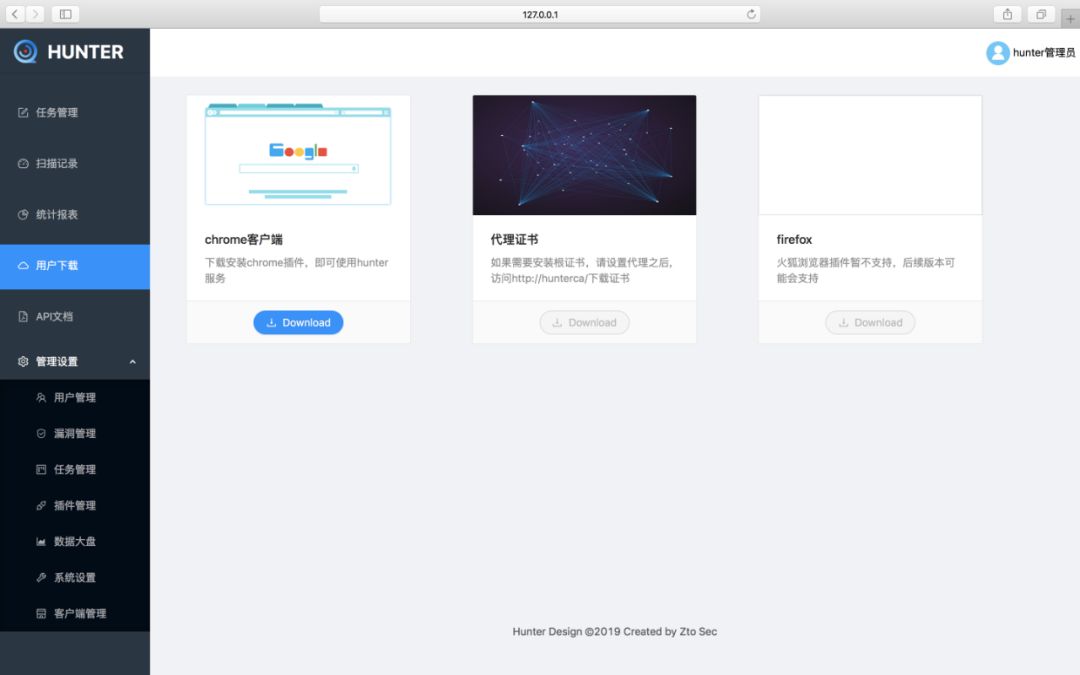 127.0.0.1
HUNTER
hunter管理员
任务管理
扫描记录
统计报表
用户下载
API文档
管理设置
用户管理
漏洞管理
任务管理
插件管理
数据大盘
系统设置
客户端管理
Google
chrome客户端
下载安装chrome插件，即可使用hunter
服务
Download
代理证书
如果需要安装根证书，请设置代理之后，
访问http://hunterca/下载证书
Download
firefox
火狐浏览器插件暂不支持，后续版本可
能会支持
Download
Hunter Design ©2019 Created by Zto Sec